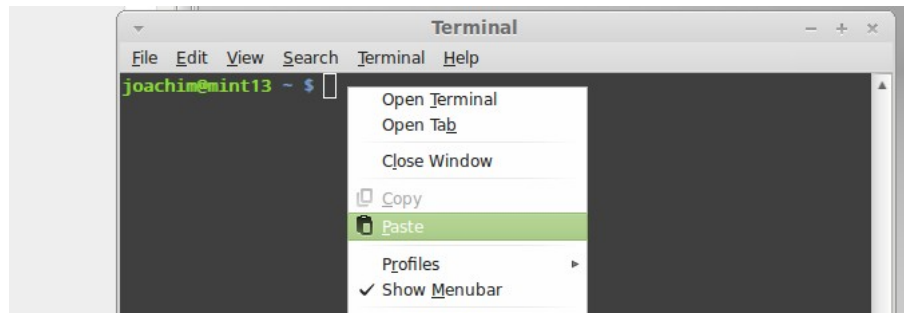 Terminal
File Edit View Search Terminal Help
joachim@mint13 ~ $
Open Terminal
Open Tab
Close Window
Copy
Paste
Profiles
Show Menubar